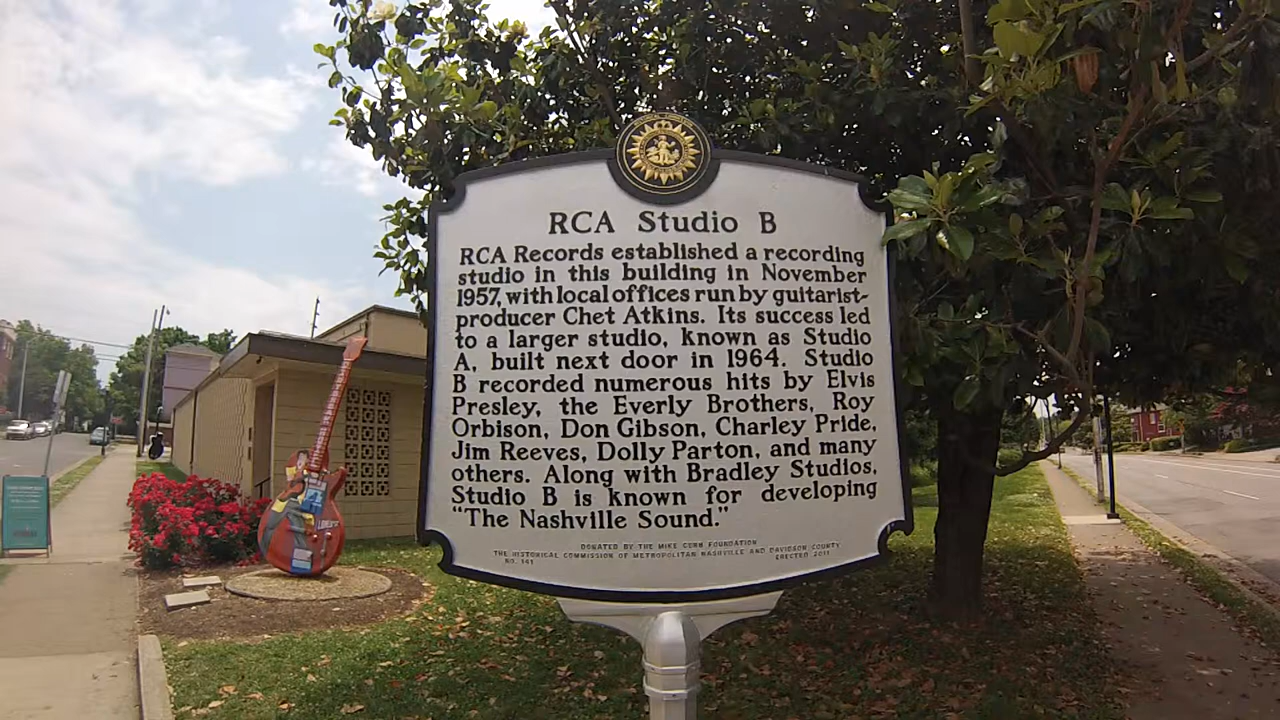 RCA Studio B
RCA Records established a recording
studio in this building in November
1957, with local offices run by guitarist-
producer Chet Atkins. Its success led
to a larger studio, known as Studio
A, built next door in 1964. Studio
B recorded numerous hits by Elvis
Presley, the Everly Brothers, Roy
Orbison, Don Gibson, Charley Pride,
Jim Reeves, Dolly Parton, and many
others. Along with Bradley Studios,
Studio B is known for developing
"The Nashville Sound."
DONATED BY THE MIKE CURB FOUNDATION
THE HISTORICAL COMMISSION OF METROPOLITAN NASHVILLE AND DAVIDSON COUNTY
NO. 141 ERECTED 2011